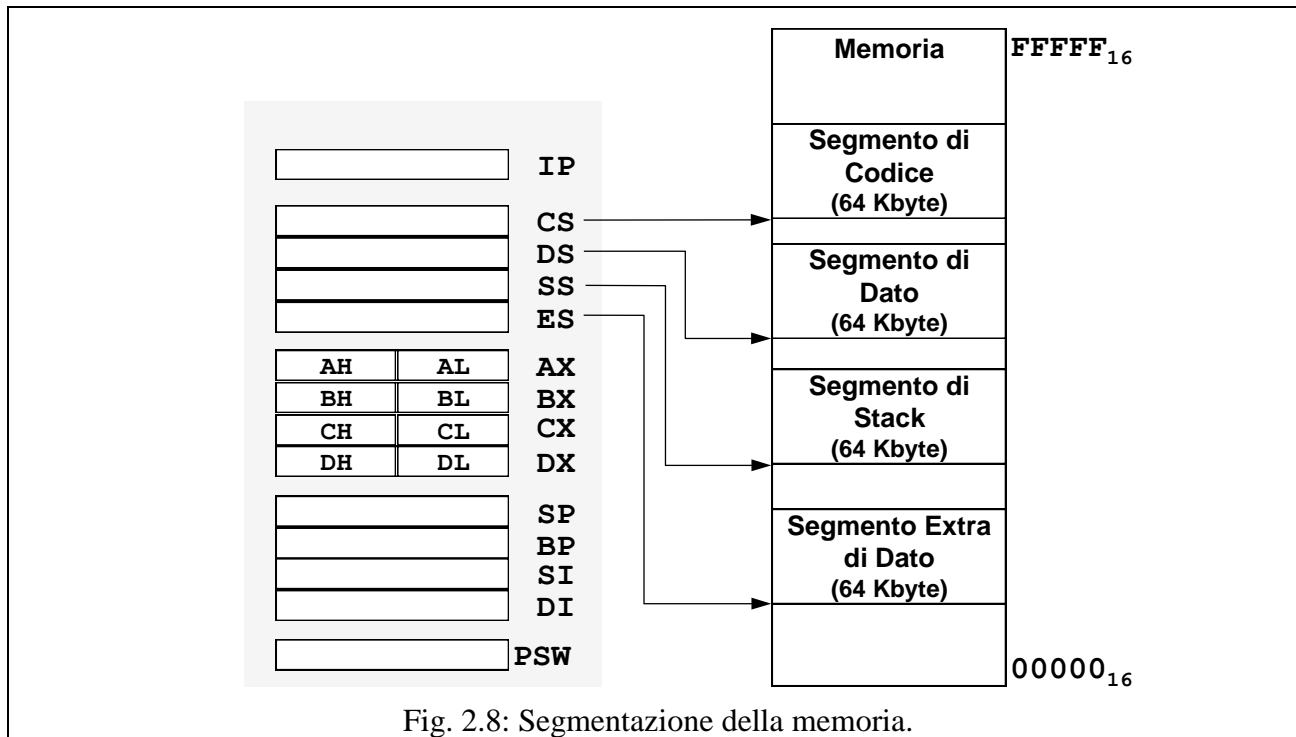 Memoria
FFFFF16
Segmento di
Codice
(64 Kbyte)
IP
CS
DS
SS
ES
Segmento di
Dato
(64 Kbyte)
AH AL AX
BH BL BX
CH CL CX
DH DL DX
Segmento di
Stack
(64 Kbyte)
SP
BP
SI
DI
Segmento Extra
di Dato
(64 Kbyte)
PSW
0000016
Fig. 2.8: Segmentazione della memoria.